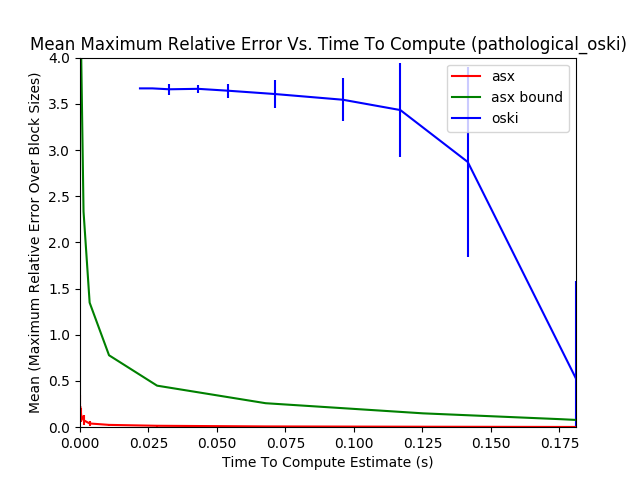 Mean Maximum Relative Error Vs. Time To Compute (pathological_oski)
Mean (Maximum Relative Error Over Block Sizes)
4.0
3.5
3.0
2.5
2.0
1.5
1.0
0.5
0.0
asx
asx bound
oski
0.000 0.025 0.050 0.075 0.100 0.125 0.150 0.175
Time To Compute Estimate (s)